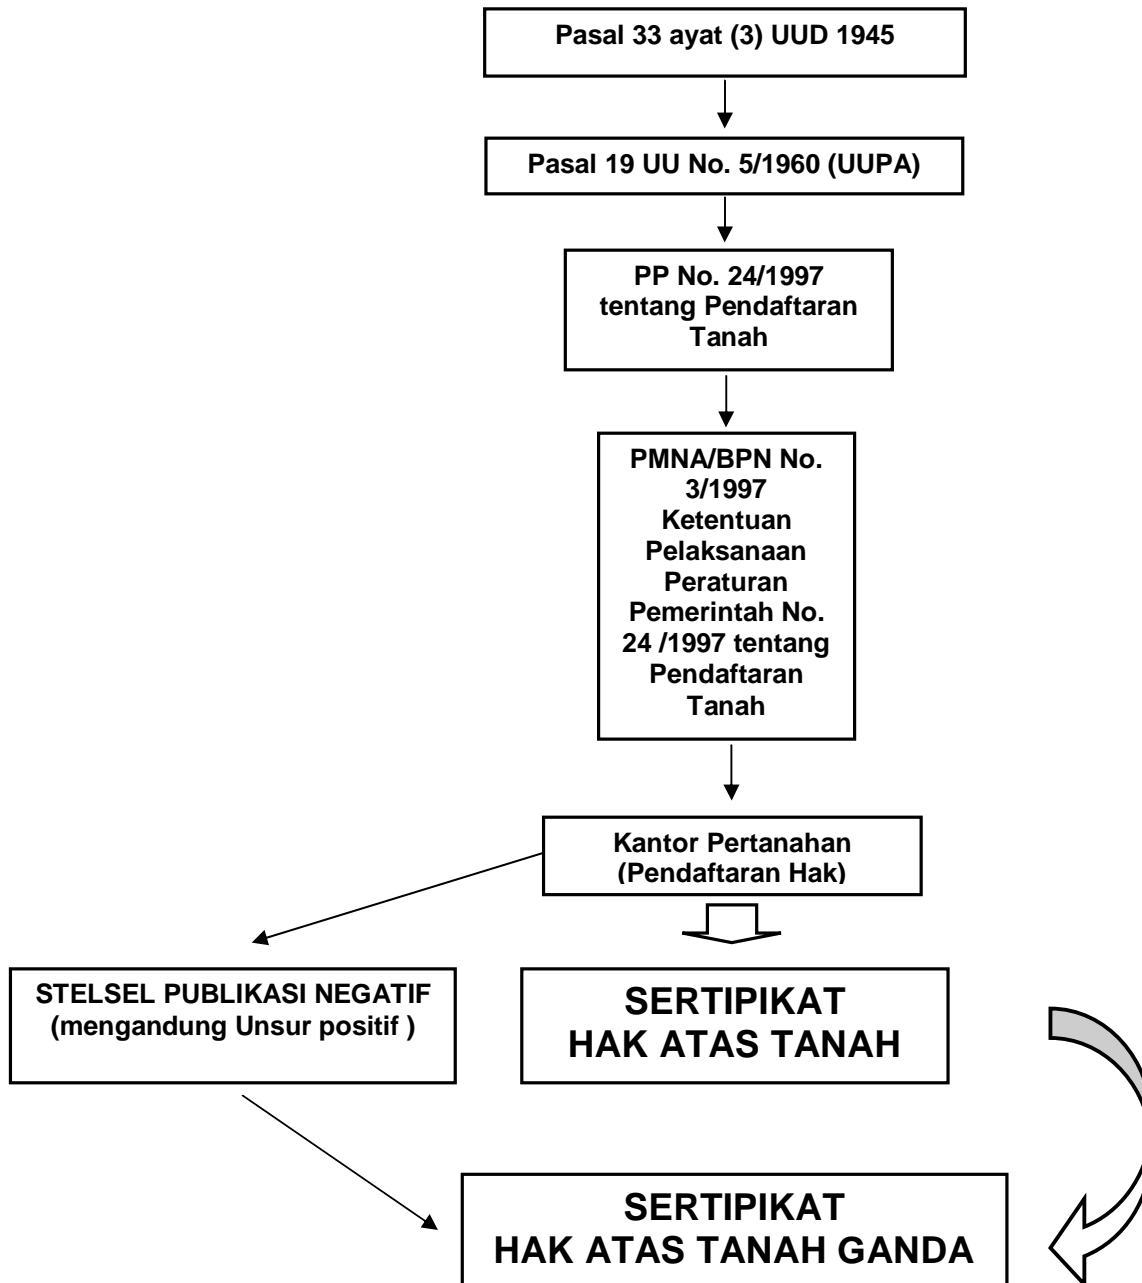 Pasal 33 ayat (3) UUD 1945
Pasal 19 UU No. 5/1960 (UUPA)
PP No. 24/1997
tentang Pendaftaran
Tanah
PMNA/BPN No.
3/1997
Ketentuan
Pelaksanaan
Peraturan
Pemerintah No.
24 /1997 tentang
Pendaftaran
Tanah
Kantor Pertanahan
(Pendaftaran Hak)
STELSEL PUBLIKASI NEGATIF
(mengandung Unsur positif )
SERTIPIKAT
HAK ATAS TANAH
SERTIPIKAT
HAK ATAS TANAH GANDA